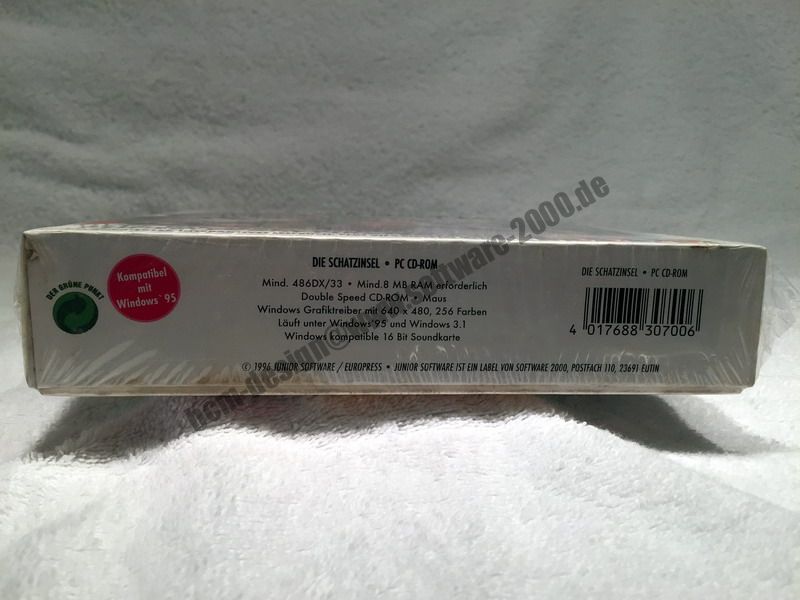 DER GRÜNE PUNKT
Kompatibel
mit
Windows® 95
DIE SCHATZINSEL • PC CD-ROM
Mind. 486DX/33 • Mind. 8 MB RAM erforderlich
Double Speed CD-ROM • Maus
Windows Grafiktreiber mit 640 x 480, 256 Farben
Läuft unter Windows 95 und Windows 3.1
Windows kompatible 16 Bit Soundkarte
© 1996 JUNIOR SOFTWARE / EUROPRESS • JUNIOR SOFTWARE IST EIN LABEL VON SOFTWARE 2000, POSTFACH 110, 23691 EUTIN
DIE SCHATZINSEL • PC CD-ROM
4 017688 307006